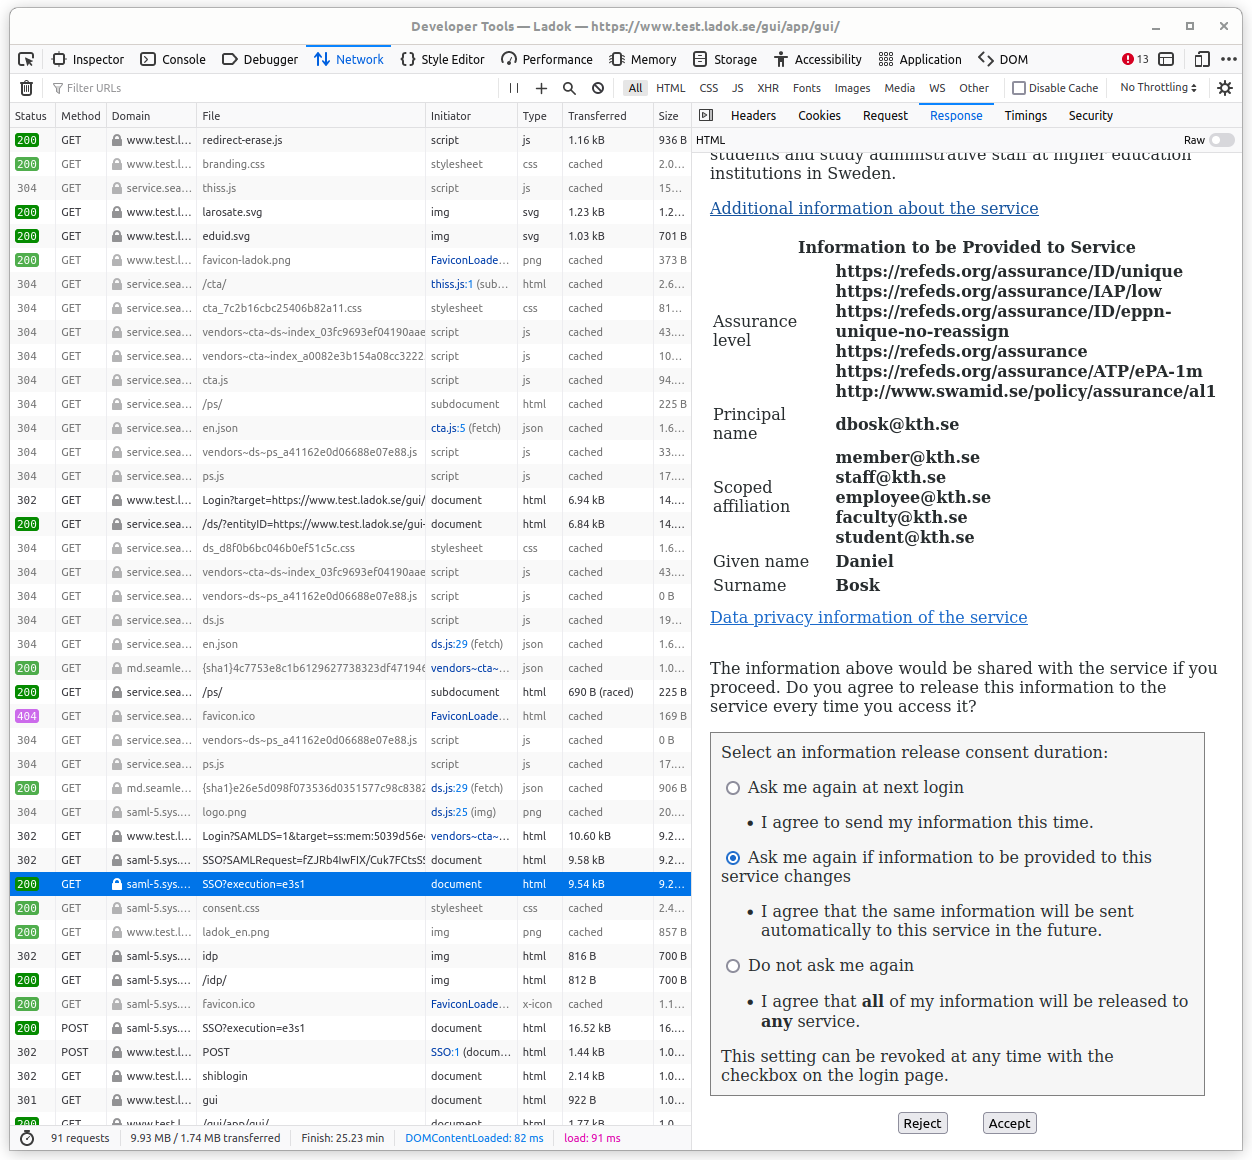 Developer Tools — Ladok — https://www.test.ladok.se/gui/app/gui/
Inspector Console Debugger Network Style Editor Performance Memory Storage Accessibility Application DOM 13
Filter URLs All HTML CSS JS XHR Fonts Images Media WS Other Disable Cache No Throttling
Status Method Domain File Initiator Type Transferred Size
200 GET www.test.l... redirect-erase.js script js 1.16 kB 936 B
200 GET www.test.l... branding.css stylesheet css cached 2.0...
304 GET service.sea... thiss.js script js cached 15...
200 GET www.test.l... larosate.svg img svg 1.23 kB 1.2...
200 GET www.test.l... eduid.svg img svg 1.03 kB 701 B
200 GET www.test.l... favicon-ladok.png FaviconLoade... png cached 373 B
304 GET service.sea... /cta/ thiss.js:1 (sub... html cached 2.6...
304 GET service.sea... cta_7c2b16cbc25406b82a11.css stylesheet css cached 81...
304 GET service.sea... vendors~cta~ds~index_03fc9693ef04190aae script js cached 43....
304 GET service.sea... vendors~cta~index_a0082e3b154a08cc3222 script js cached 10...
304 GET service.sea... cta.js script js cached 94....
304 GET service.sea... /ps/ subdocument html cached 225 B
304 GET service.sea... en.json cta.js:5 (fetch) json cached 1.6...
304 GET service.sea... vendors~ds~ps_a41162e0d06688e07e88.js script js cached 33....
304 GET service.sea... ps.js script js cached 17....
302 GET www.test.l... Login?target=https://www.test.ladok.se/gui/ document html 6.94 kB 14....
200 GET service.sea... /ds/?entityID=https://www.test.ladok.se/gui- document html 6.84 kB 14....
304 GET service.sea... ds_d8f0b6bc046b0ef51c5c.css stylesheet css cached 1.6...
304 GET service.sea... vendors~cta~ds~index_03fc9693ef04190aae script js cached 43....
304 GET service.sea... vendors~ds~ps_a41162e0d06688e07e88.js script js cached 0 B
304 GET service.sea... ds.js script js cached 19...
304 GET service.sea... en.json ds.js:29 (fetch) json cached 1.6...
200 GET md.seamle... {sha1}4c7753e8c1b6129627738323df471946 vendors~cta~... json cached 1.0...
200 GET service.sea... /ps/ subdocument html 690 B (raced) 225 B
404 GET service.sea... favicon.ico FaviconLoade... html cached 169 B
304 GET service.sea... vendors~ds~ps_a41162e0d06688e07e88.js script js cached 0 B
304 GET service.sea... ps.js script js cached 17....
200 GET md.seamle... {sha1}e26e5d098f073536d0351577c98c8382 ds.js:29 (fetch) json cached 906 B
304 GET saml-5.sys.... logo.png ds.js:25 (img) png cached 20....
302 GET www.test.l... Login?SAMLDS=1&target=ss:mem:5039d56e vendors~cta~... html 10.60 kB 9.2...
302 GET saml-5.sys.... SSO?SAMLRequest=fZJRb4IwFIX/Cuk7FCtsSS document html 9.58 kB 9.2...
200 GET saml-5.sys.... SSO?execution=e3s1 document html 9.54 kB 9.2...
200 GET saml-5.sys.... consent.css stylesheet css cached 2.4...
200 GET www.test.l... ladok_en.png img png cached 857 B
302 GET saml-5.sys.... idp img html 816 B 700 B
200 GET saml-5.sys.... /idp/ img html 812 B 700 B
200 GET saml-5.sys.... favicon.ico FaviconLoade... x-icon cached 1.1...
200 POST saml-5.sys.... SSO?execution=e3s1 document html 16.52 kB 16....
302 POST www.test.l... POST SSO:1 (docum... html 1.44 kB 1.0...
302 GET www.test.l... shiblogin document html 2.14 kB 1.0...
301 GET www.test.l... gui document html 922 B 1.0...
200 GET www.test.l... /gui/app/gui/ document html 1.77 kB 1.0...
91 requests 9.93 MB / 1.74 MB transferred Finish: 25.23 min DOMContentLoaded: 82 ms load: 91 ms
Headers Cookies Request Response Timings Security
HTML Raw
students and study administrative staff at higher education
institutions in Sweden.
Additional information about the service
Information to be Provided to Service
Assurance level
https://refeds.org/assurance/ID/unique
https://refeds.org/assurance/IAP/low
https://refeds.org/assurance/ID/eppn-
unique-no-reassign
https://refeds.org/assurance
https://refeds.org/assurance/ATP/ePA-1m
http://www.swamid.se/policy/assurance/al1
Principal name
dbosk@kth.se
Scoped affiliation
member@kth.se
staff@kth.se
employee@kth.se
faculty@kth.se
student@kth.se
Given name Daniel
Surname Bosk
Data privacy information of the service
The information above would be shared with the service if you
proceed. Do you agree to release this information to the
service every time you access it?
Select an information release consent duration:
Ask me again at next login
• I agree to send my information this time.
Ask me again if information to be provided to this
service changes
• I agree that the same information will be sent
automatically to this service in the future.
Do not ask me again
• I agree that all of my information will be released to
any service.
This setting can be revoked at any time with the
checkbox on the login page.
Reject Accept